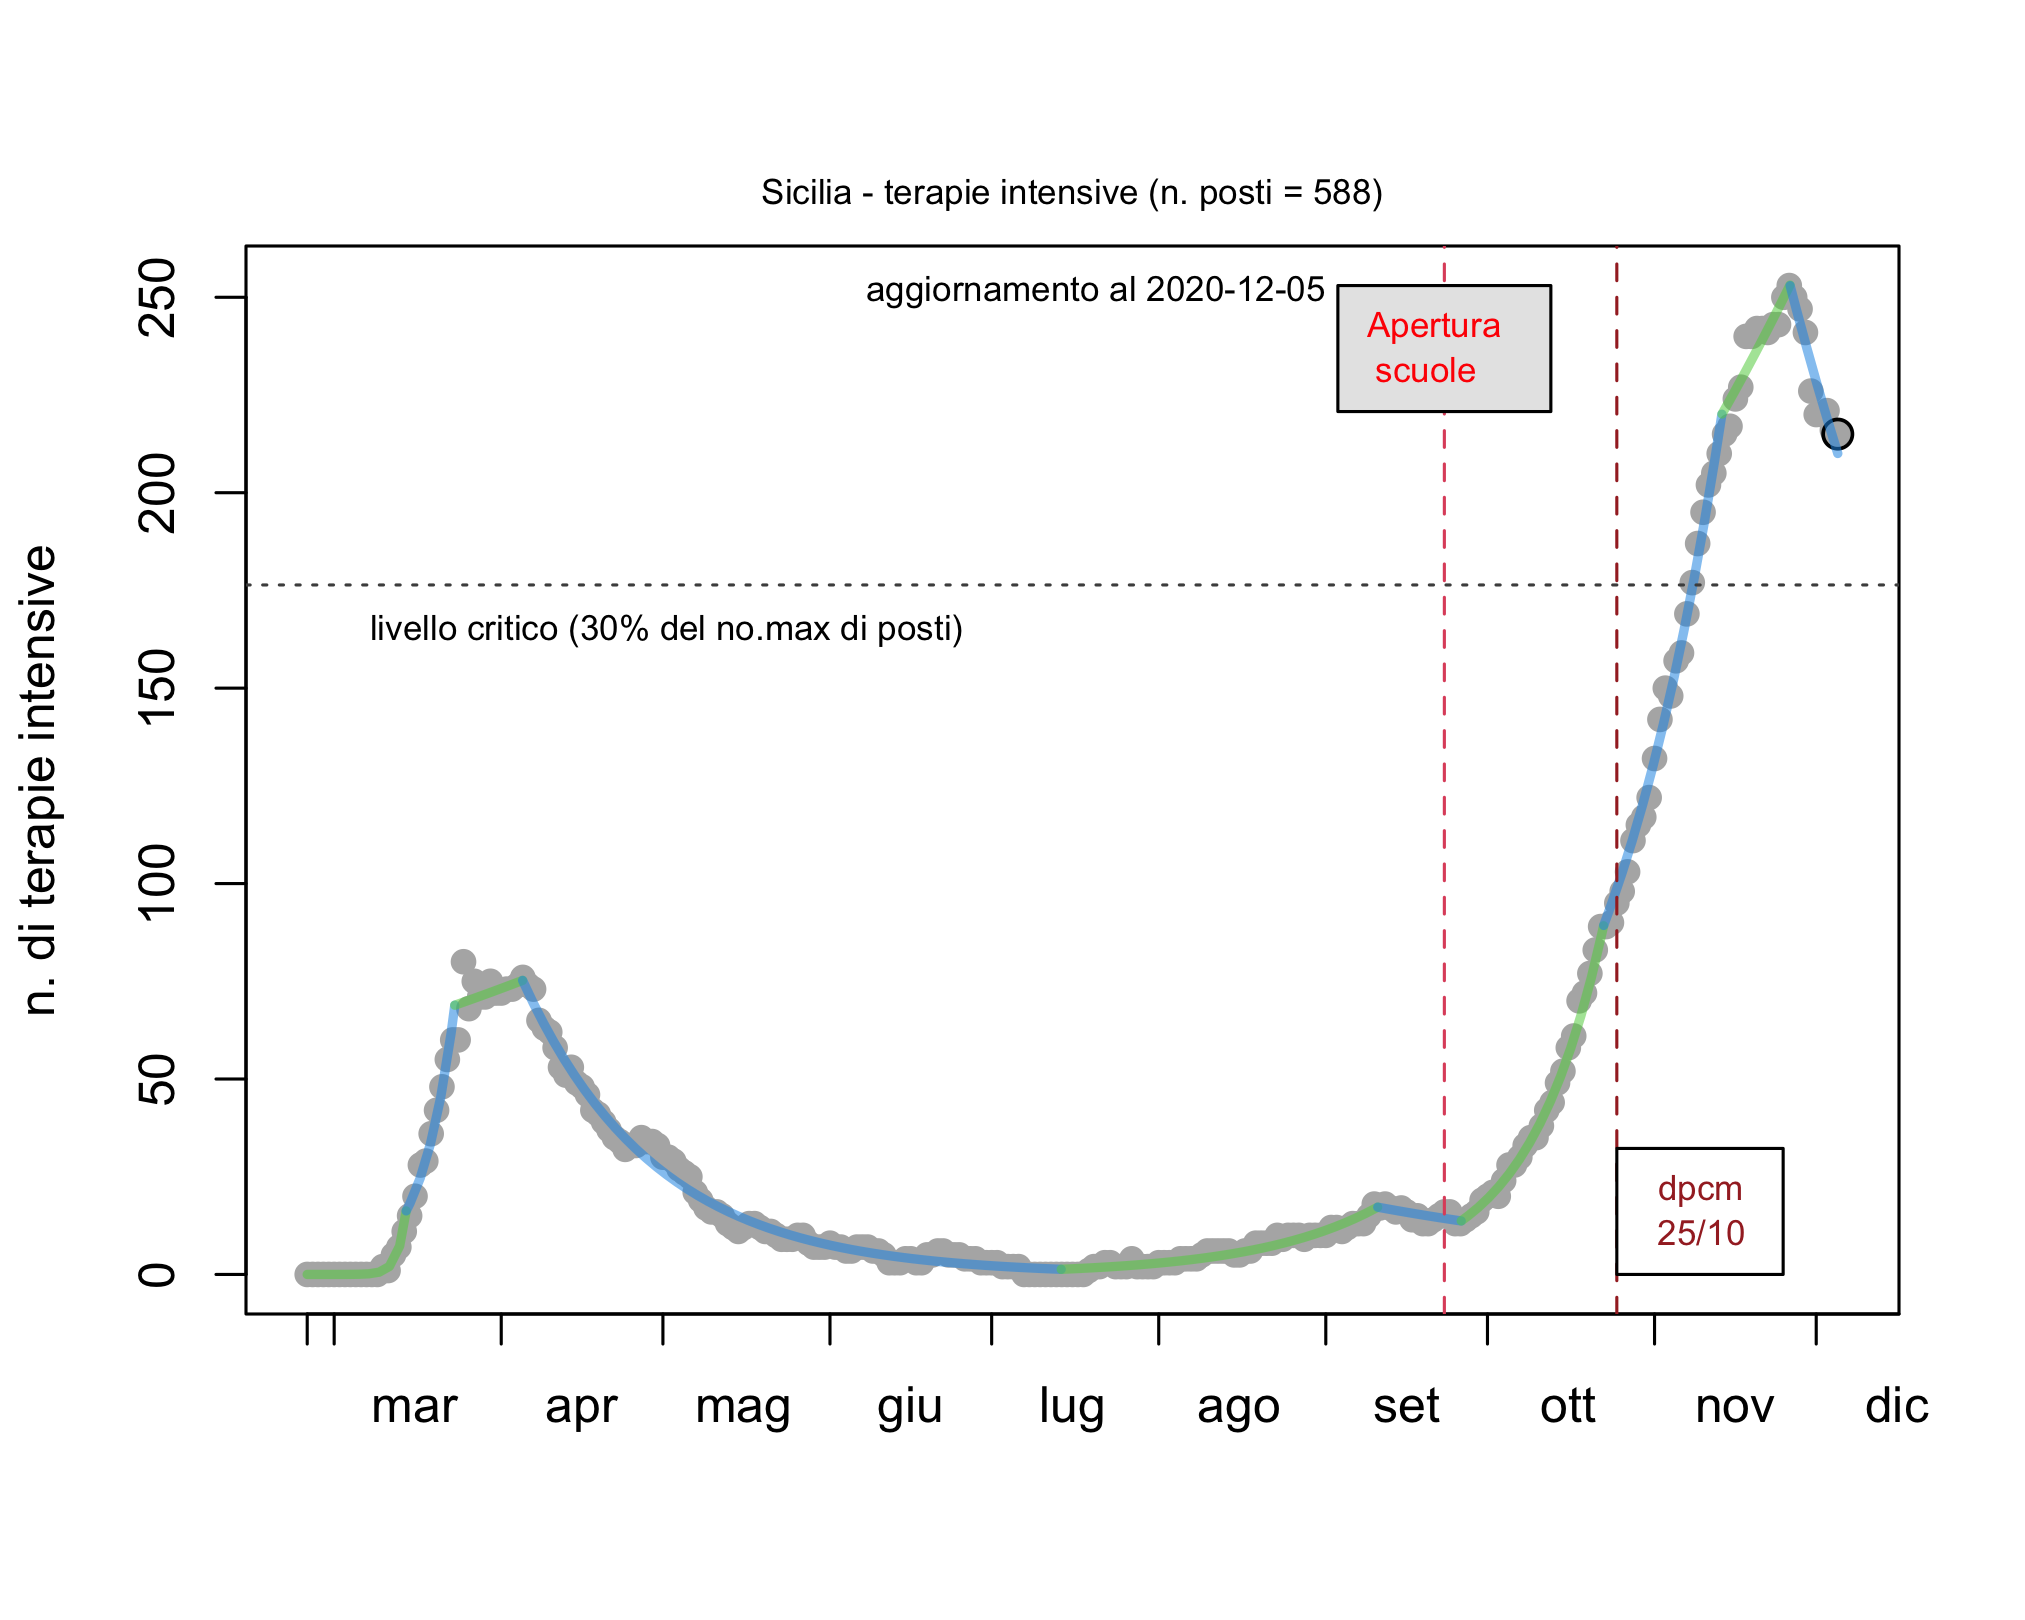 Sicilia - terapie intensive (n. posti = 588)
aggiornamento al 2020-12-05
Apertura
scuole
livello critico (30% del no.max di posti)
dpcm
25/10
n. di terapie intensive
250
200
150
100
50
0
mar apr mag giu lug ago set ott nov dic